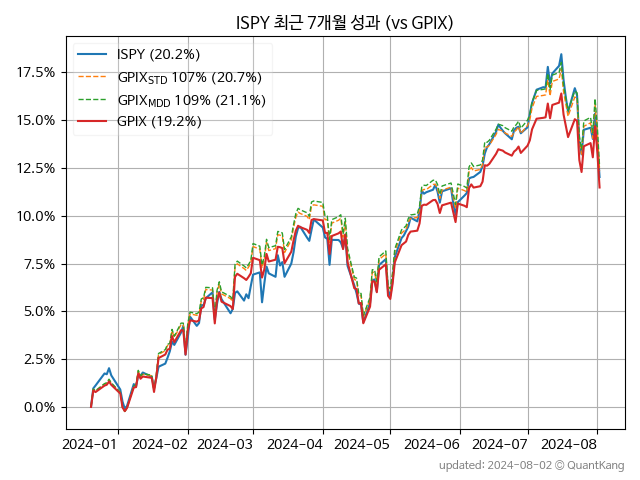 ISPY 최근 7개월 성과 (vs GPIX)
ISPY (20.2%)
GPIXSTD 107% (20.7%)
GPIXMDD 109% (21.1%)
GPIX (19.2%)
17.5%
15.0%
12.5%
10.0%
7.5%
5.0%
2.5%
0.0%
2024-01 2024-02 2024-03 2024-04 2024-05 2024-06 2024-07 2024-08
updated: 2024-08-02 © QuantKang